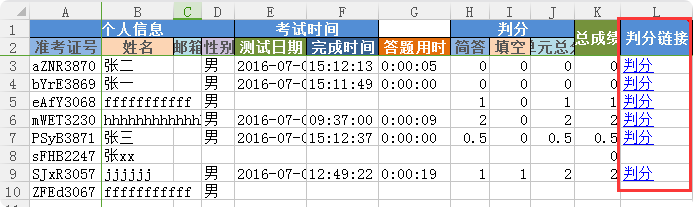 A B C D E F G H I J K L
1 个人信息 考试时间 判分 总成绩 判分链接
2 准考证号 姓名 邮箱 性别 测试日期 完成时间 答题用时 简答 填空 单元总分
3 aZNR3870 张二 男 2016-07-0 15:12:13 0:00:05 0 0 0 0 判分
4 bYrE3869 张一 男 2016-07-0 15:11:49 0:00:00 0 0 0 0 判分
5 eAfY3068 fffffffffff 男 1 0 1 1 判分
6 mWET3230 hhhhhhhhhhhh 男 2016-07-0 09:37:00 0:00:09 2 0 2 2 判分
7 PSyB3871 张三 男 2016-07-0 15:12:37 0:00:00 0.5 0 0.5 0.5 判分
8 sFHB2247 张xx 0
9 SJxR3057 jjjjjj 男 2016-07-0 12:49:22 0:00:19 1 1 2 2 判分
10 ZFEd3067 fffffffffff 男